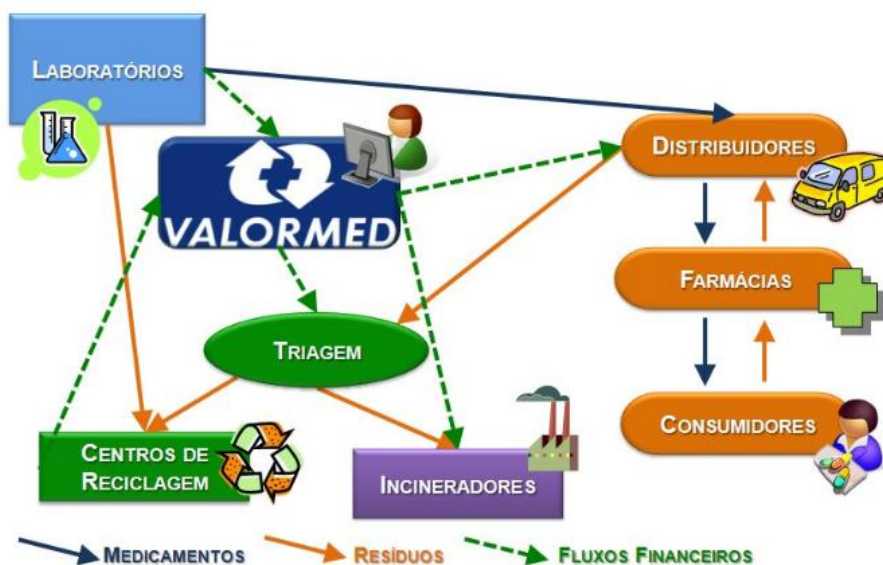 LABORATÓRIOS
DISTRIBUIDORES
VALORMED
FARMÁCIAS
TRIAGEM
CONSUMIDORES
CENTROS DE
RECICLAGEM
INCINERADORES
MEDICAMENTOS RESÍDUOS FLUXOS FINANCEIROS